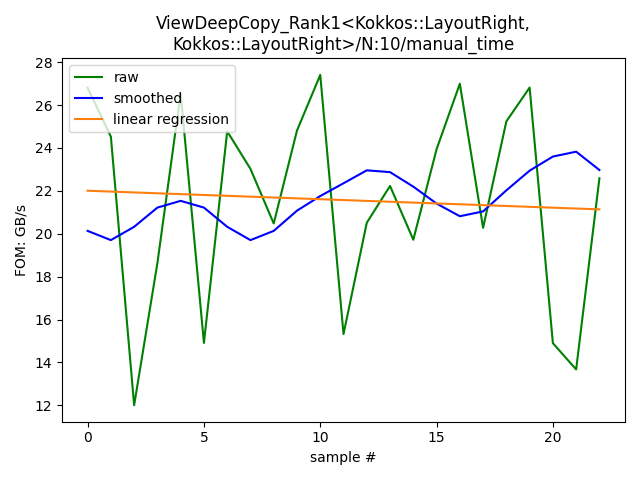 ViewDeepCopy_Rank1<Kokkos::LayoutRight,
Kokkos::LayoutRight>/N:10/manual_time
raw
smoothed
linear regression
FOM: GB/s
28
26
24
22
20
18
16
14
12
0
5
10
15
20
sample #